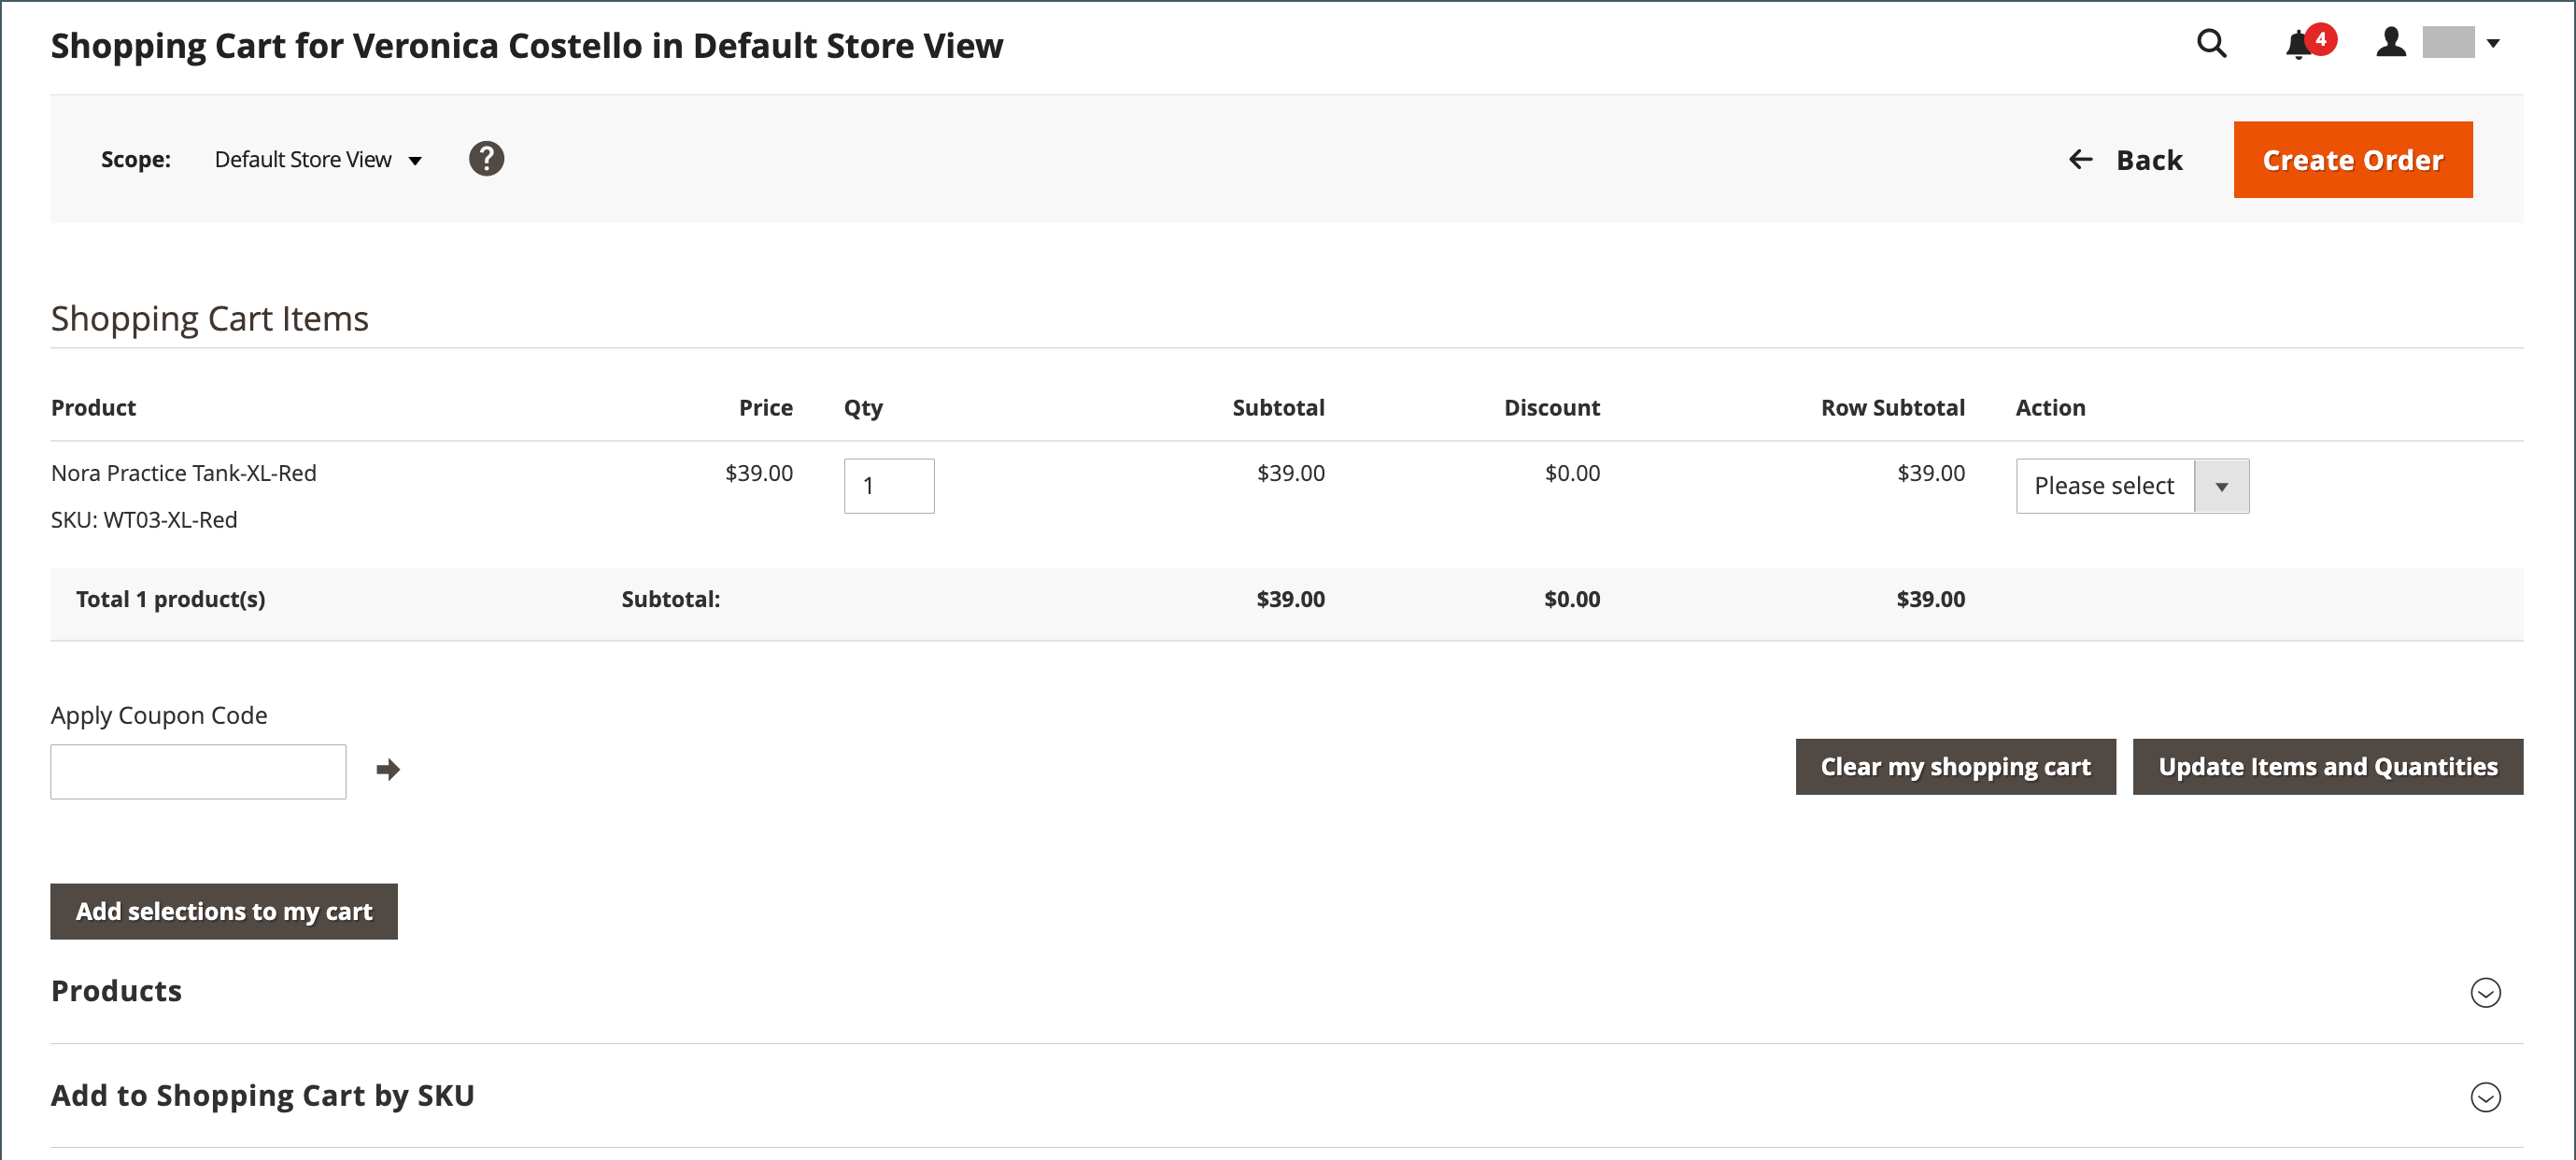 Shopping Cart for Veronica Costello in Default Store View
4
Scope: Default Store View ?
Back
Create Order
Shopping Cart Items
Product Price Qty Subtotal Discount Row Subtotal Action
Nora Practice Tank-XL-Red $39.00 1 $39.00 $0.00 $39.00 Please select
SKU: WT03-XL-Red
Total 1 product(s) Subtotal: $39.00 $0.00 $39.00
Apply Coupon Code
Clear my shopping cart Update Items and Quantities
Add selections to my cart
Products
Add to Shopping Cart by SKU